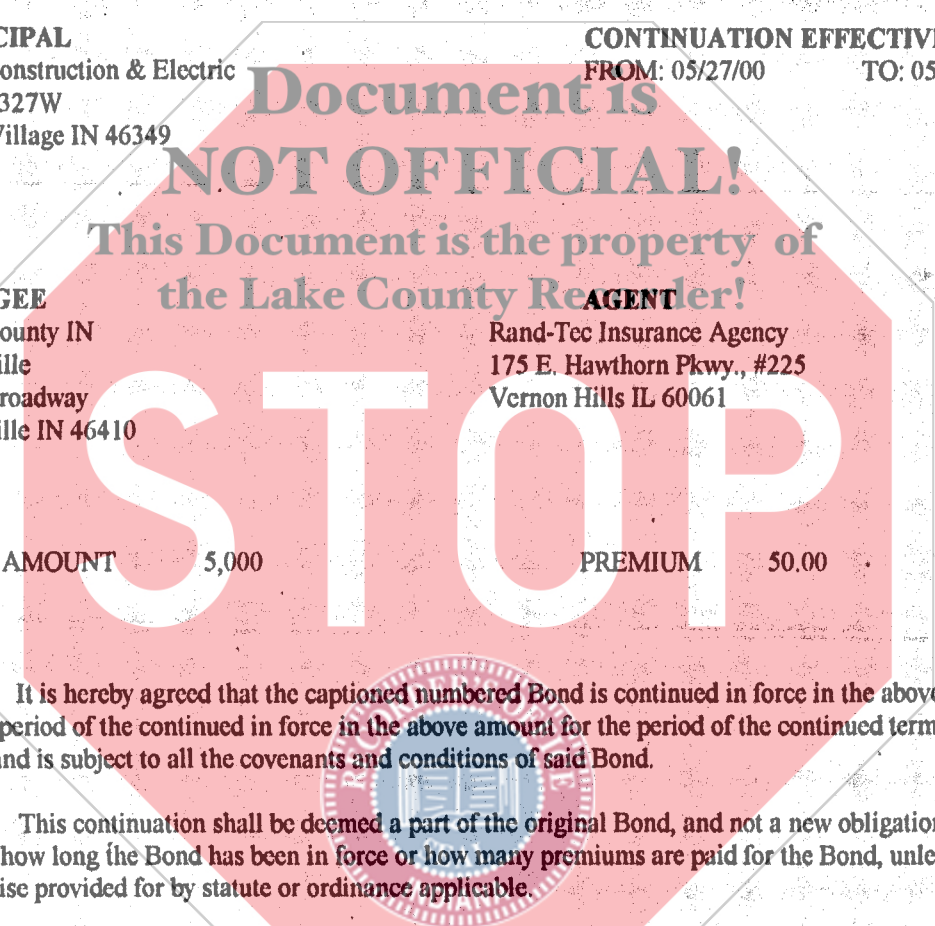 CIPAL
CONTINUATION EFFECTIV
onstruction & Electric
FROM: 05/27/00 TO: 05
327W
Village IN 46349
Document is
NOT OFFICIAL!
This Document is the property of
the Lake County Recorder!
GEE
AGENT
ounty IN
Rand-Tec Insurance Agency
ille
175 E. Hawthorn Pkwy., #225
roadway
Vernon Hills IL 60061
ille IN 46410
STOP
AMOUNT 5,000
PREMIUM 50.00
It is hereby agreed that the captioned numbered Bond is continued in force in the above
period of the continued in force in the above amount for the period of the continued term
and is subject to all the covenants and conditions of said Bond.
RECORDER'S OFFICE
This continuation shall be deemed a part of the original Bond, and not a new obligation
how long the Bond has been in force or how many premiums are paid for the Bond, unle
ise provided for by statute or ordinance applicable.